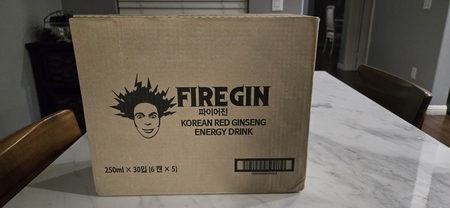 FIREGIN
파이어진
KOREAN RED GINSENG
ENERGY DRINK
250ml × 30입 (6 캔 × 5)